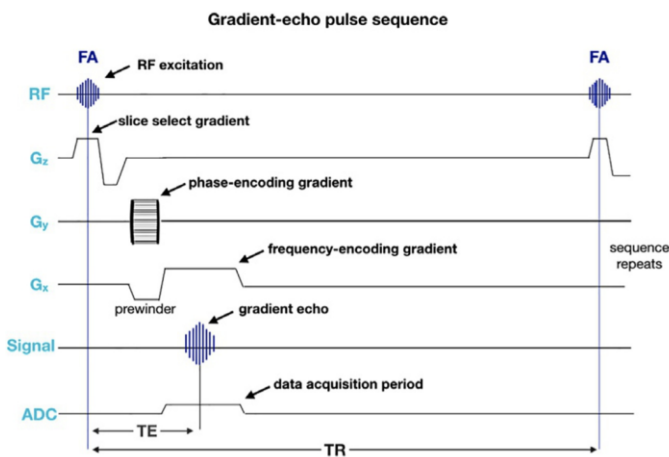 Gradient-echo pulse sequence
FA
FA
RF excitation
RF
slice select gradient
Gz
phase-encoding gradient
Gy
frequency-encoding gradient
sequence
repeats
Gx
prewinder
gradient echo
Signal
data acquisition period
ADC
TE
TR